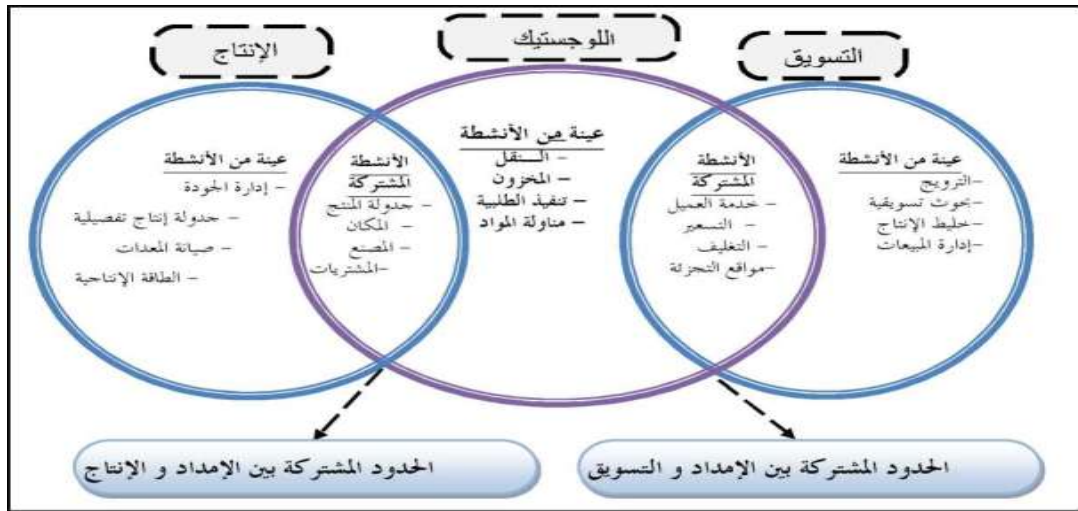 التسويق
اللوجستيك
الإنتاج
عينة من الأنشطة
-الترويج
-بحوث تسويقية
-خليط الإنتاج
-إدارة المبيعات
الأنشطة
المشتركة
- خدمة العميل
- التسعير
- التغليف
-مواقع التجزئة
عينة من الأنشطة
- الـــنقل
- المخزون
- تنفيذ الطلبية
- مناولة المواد
الأنشطة
المشتركة
- جدولة المنتج
- المكان
- المصنع
-المشتريات
عينة من الأنشطة
- إدارة الجودة
- جدولة إنتاج تفصيلية
- صيانة المعدات
- الطاقة الإنتاحية
الحدود المشتركة بين الإمداد و التسويق
الحدود المشتركة بين الإمداد و الإنتاج